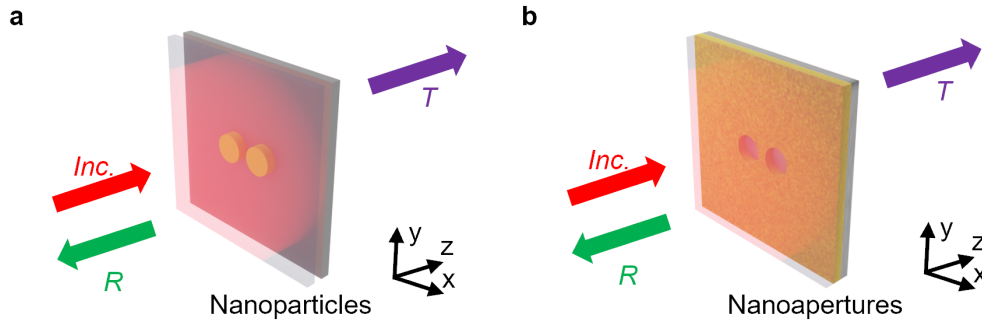 a
T
Inc.
R
y
z
x
Nanoparticles
b
T
Inc.
R
y
z
x
Nanoapertures